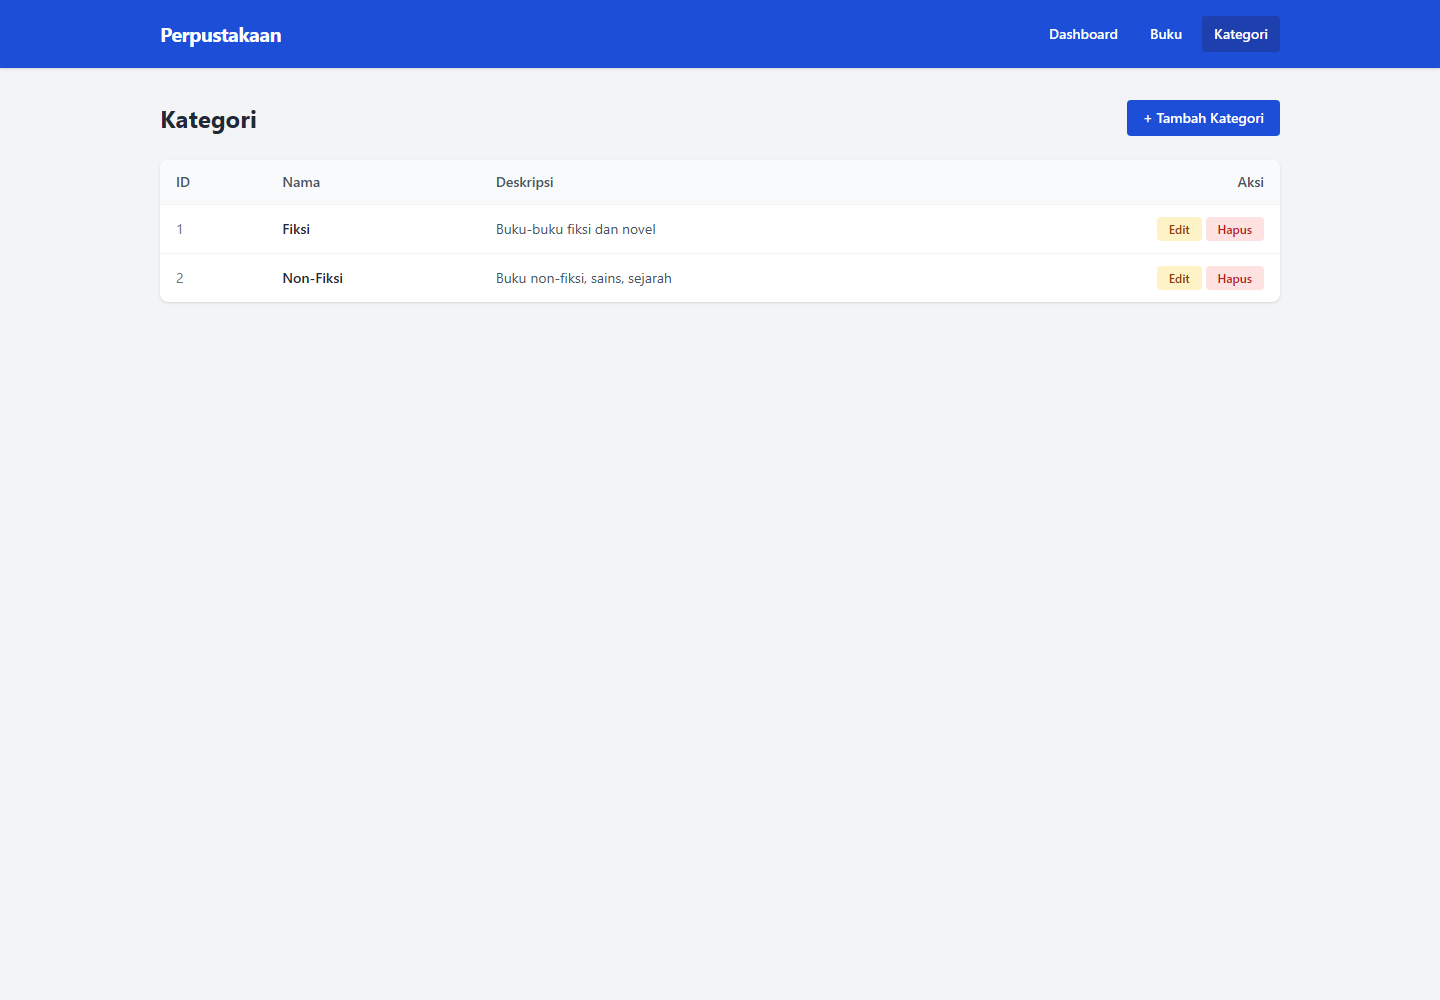 Perpustakaan Dashboard Buku Kategori
Kategori + Tambah Kategori
ID Nama Deskripsi Aksi
1 Fiksi Buku-buku fiksi dan novel Edit Hapus
2 Non-Fiksi Buku non-fiksi, sains, sejarah Edit Hapus